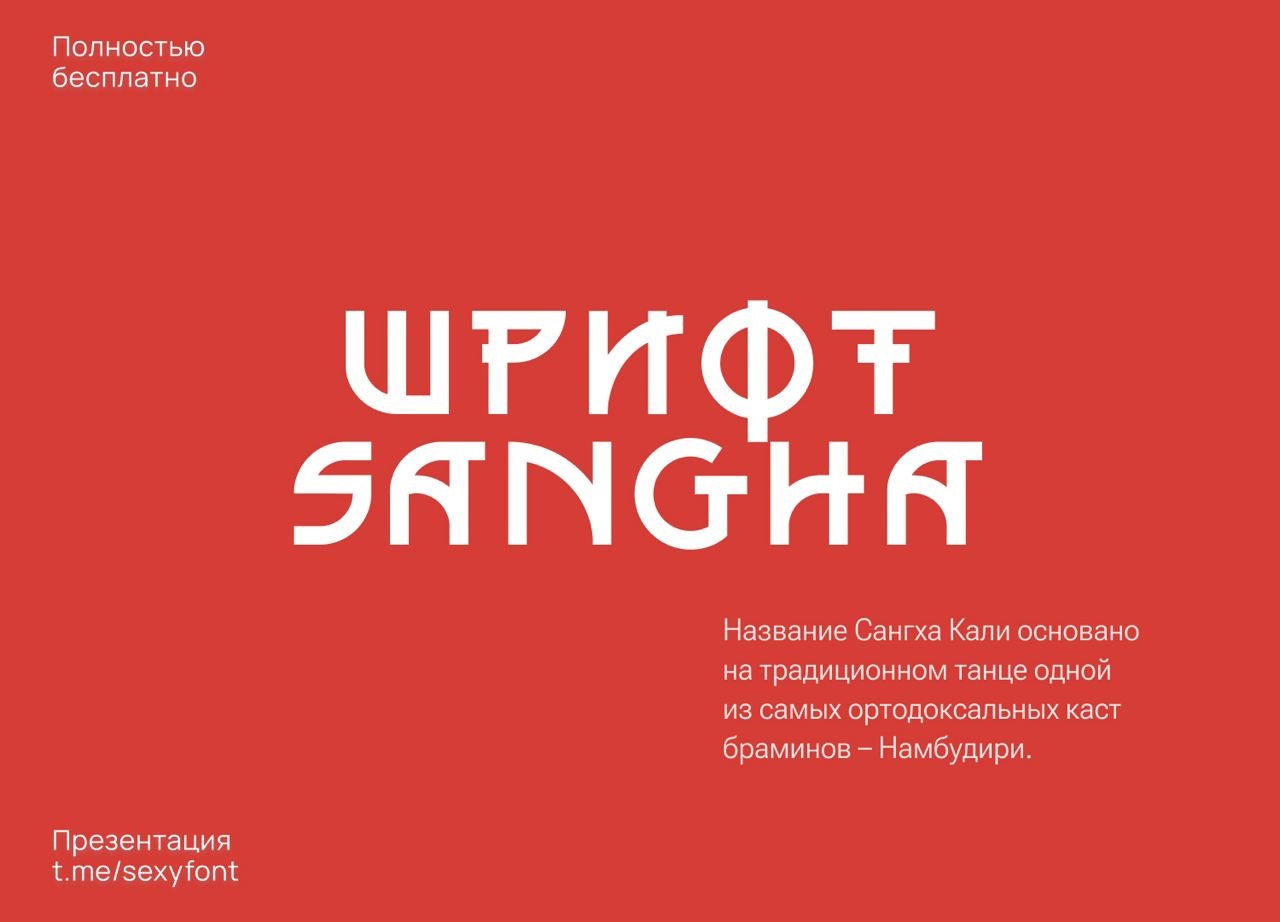 Полностью
бесплатно
ШРИФТ
SANGHA
Название Сангха Кали основано
на традиционном танце одной
из самых ортодоксальных каст
браминов – Намбудири.
Презентация
t.me/sexyfont